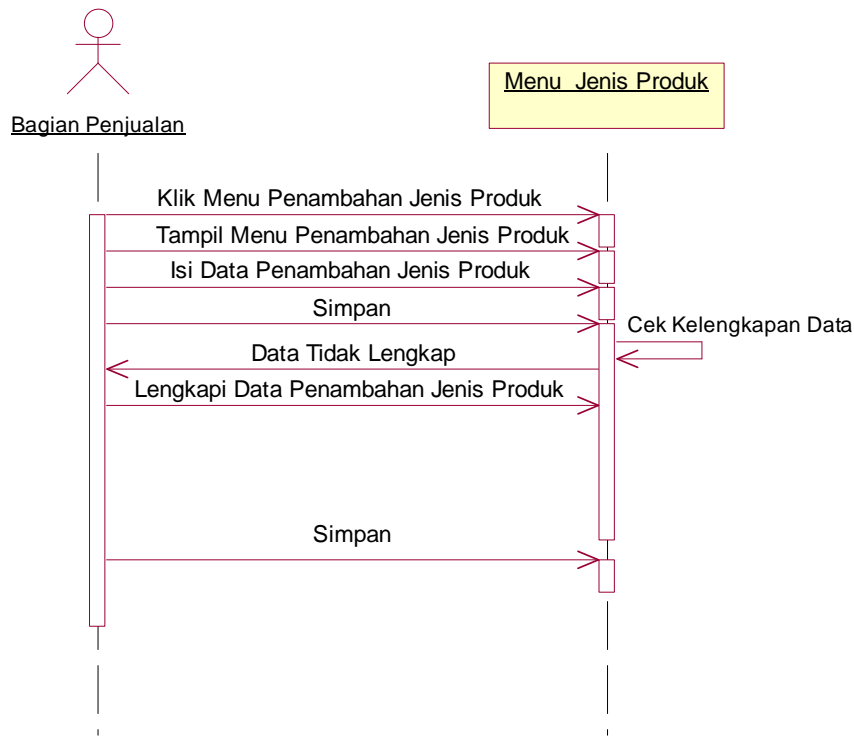 Bagian Penjualan
Menu  Jenis Produk
Klik Menu Penambahan Jenis Produk
Tampil Menu Penambahan Jenis Produk
Isi Data Penambahan Jenis Produk
Simpan
Cek Kelengkapan Data
Data Tidak Lengkap
Lengkapi Data Penambahan Jenis Produk
Simpan